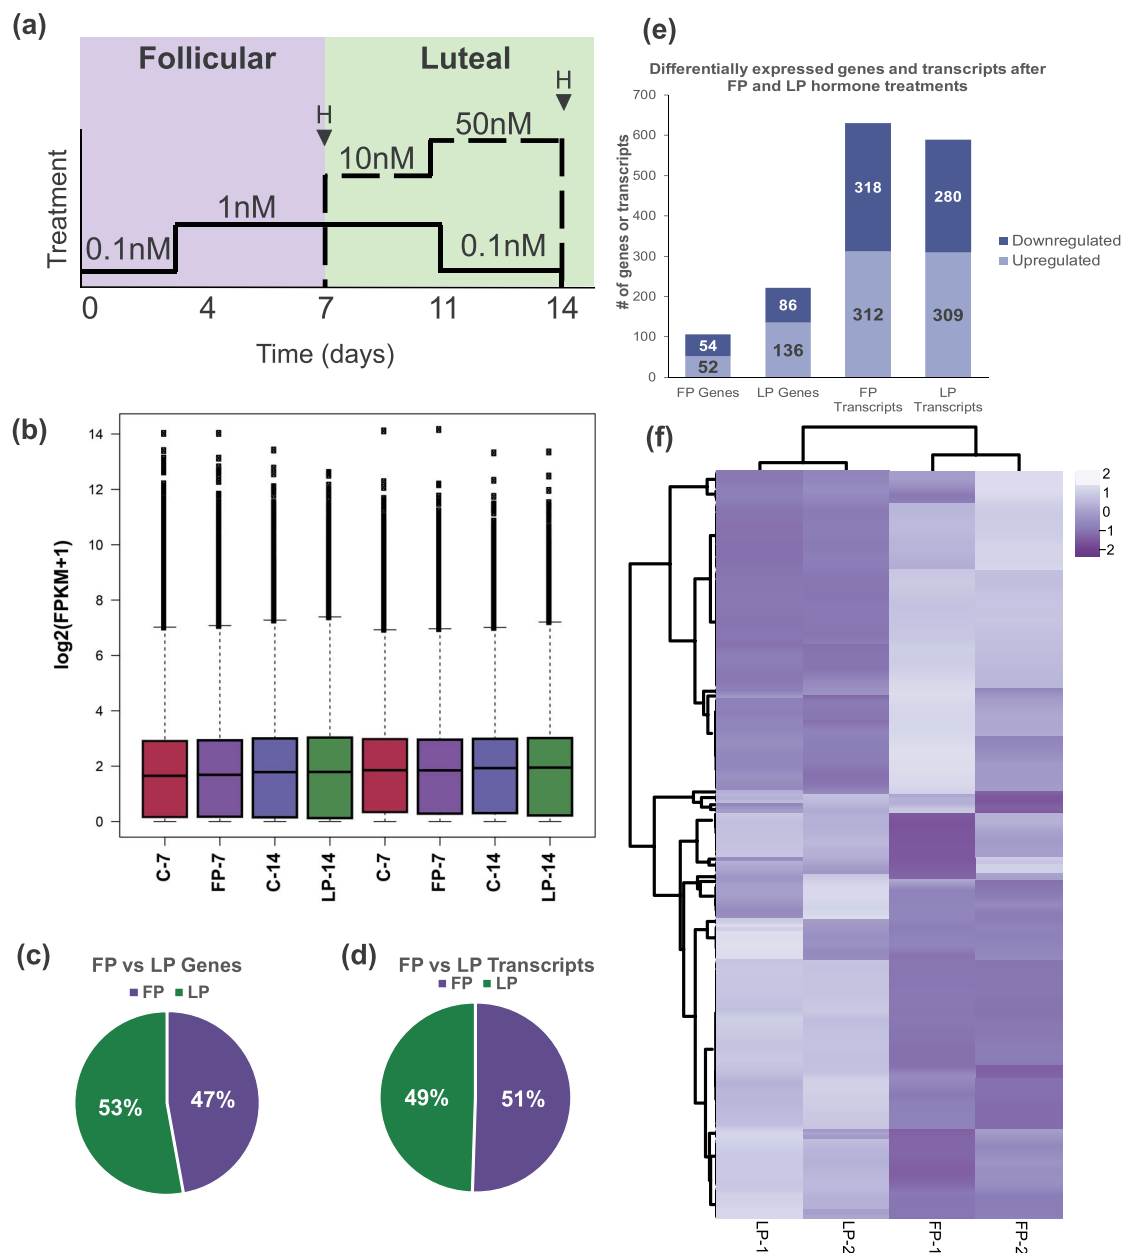 (a)
Follicular
Luteal
H
H
50nM
10nM
1nM
0.1nM
0.1nM
Treatment
0
4
7
11
14
Time (days)
(e)
Differentially expressed genes and transcripts after
FP and LP hormone treatments
700
600
500
400
300
200
100
0
# of genes or transcripts
54
52
86
136
318
312
280
309
Downregulated
Upregulated
FP Genes
LP Genes
FP
Transcripts
LP
Transcripts
(b)
14
12
10
8
6
4
2
0
log2(FPKM+1)
C-7
FP-7
C-14
LP-14
C-7
FP-7
C-14
LP-14
(c)
FP vs LP Genes
FP LP
53%
47%
(d)
FP vs LP Transcripts
FP LP
49%
51%
(f)
2
1
0
−1
−2
LP-1
LP-2
FP-1
FP-2